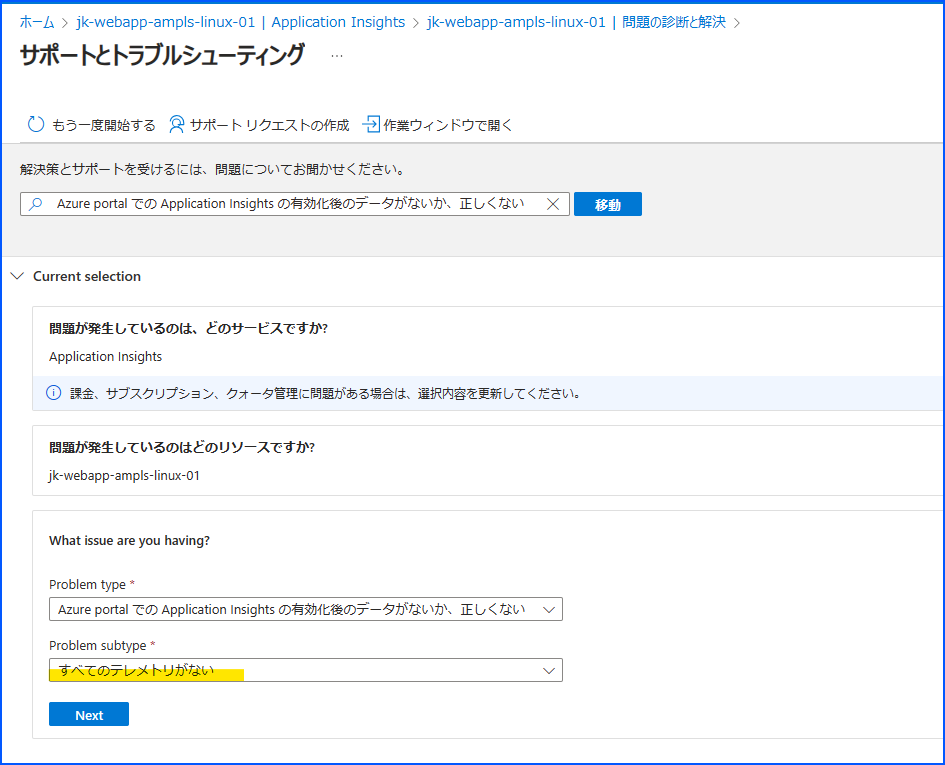 ホーム > jk-webapp-ampls-linux-01 | Application Insights > jk-webapp-ampls-linux-01 | 問題の診断と解決 >
サポートとトラブルシューティング ...
もう一度開始する サポート リクエストの作成 作業ウィンドウで開く
解決策とサポートを受けるには、問題についてお聞かせください。
Azure portal での Application Insights の有効化後のデータがないか、正しくない 移動
Current selection
問題が発生しているのは、どのサービスですか?
Application Insights
課金、サブスクリプション、クォータ管理に問題がある場合は、選択内容を更新してください。
問題が発生しているのはどのリソースですか?
jk-webapp-ampls-linux-01
What issue are you having?
Problem type *
Azure portal での Application Insights の有効化後のデータがないか、正しくない
Problem subtype *
すべてのテレメトリがない
Next